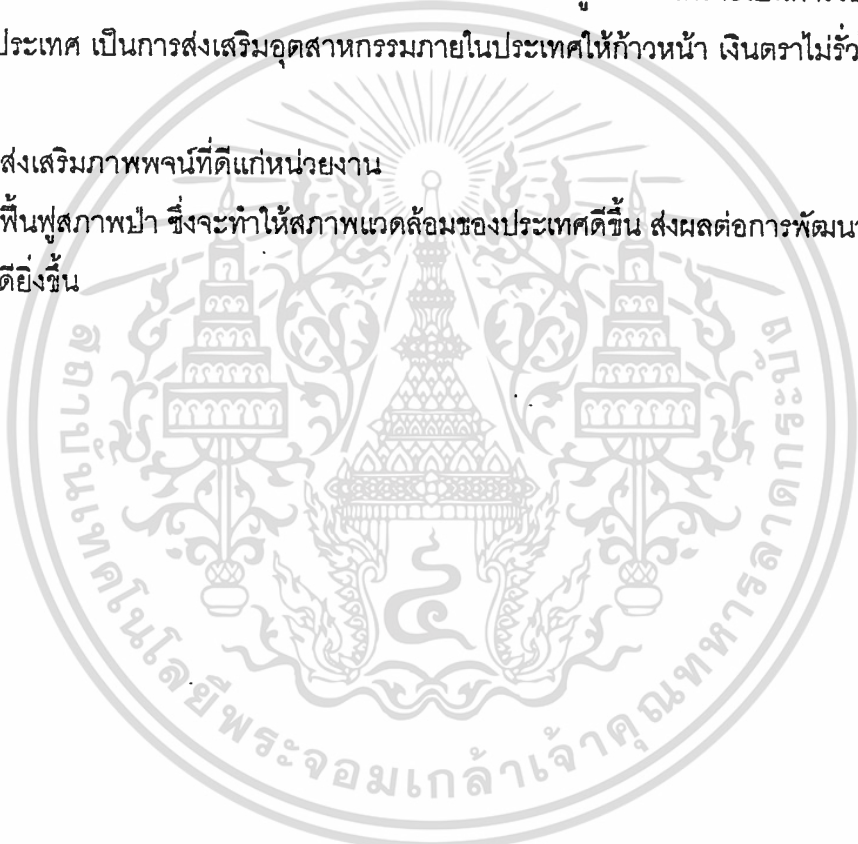 ประเทศ เป็นการส่งเสริมอุตสาหกรรมภายในประเทศให้ก้าวหน้า เงินตราไม่รั่ว
ส่งเสริมภาพพจน์ที่ดีแก่หน่วยงาน
ฟื้นฟูสภาพป่า ซึ่งจะทำให้สภาพแวดล้อมของประเทศดีขึ้น ส่งผลต่อการพัฒนา
ดียิ่งขึ้น
สถาบันเทคโนโลยีพระจอมเกล้าเจ้าคุณทหารลาดกระบัง